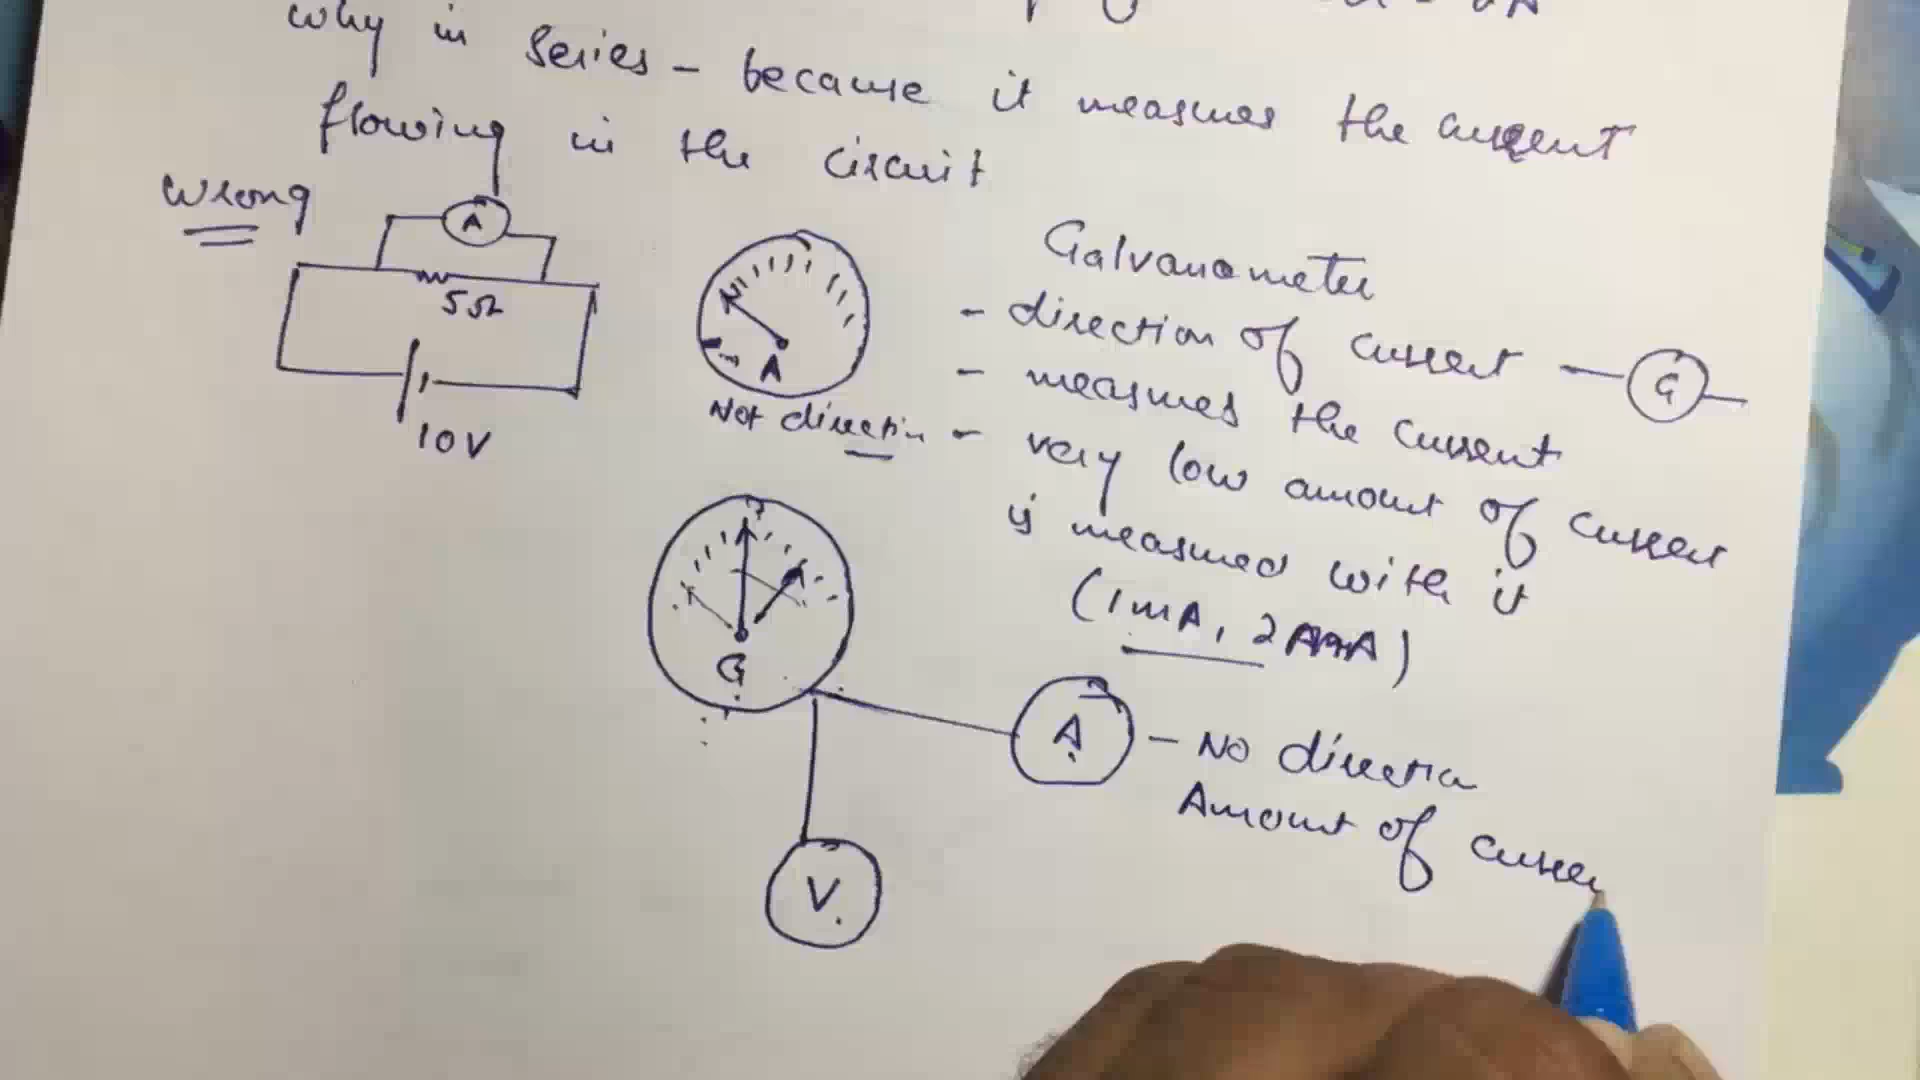 why in series - because it measures the current
flowing in the circuit
wrong
A
5Ω
10V
A
Not directin
Galvanometer
- direction of current
G
- measures the current
- very low amount of current
is measured with it
(1mA, 2
G
A
- No direction
Amount of curren
V